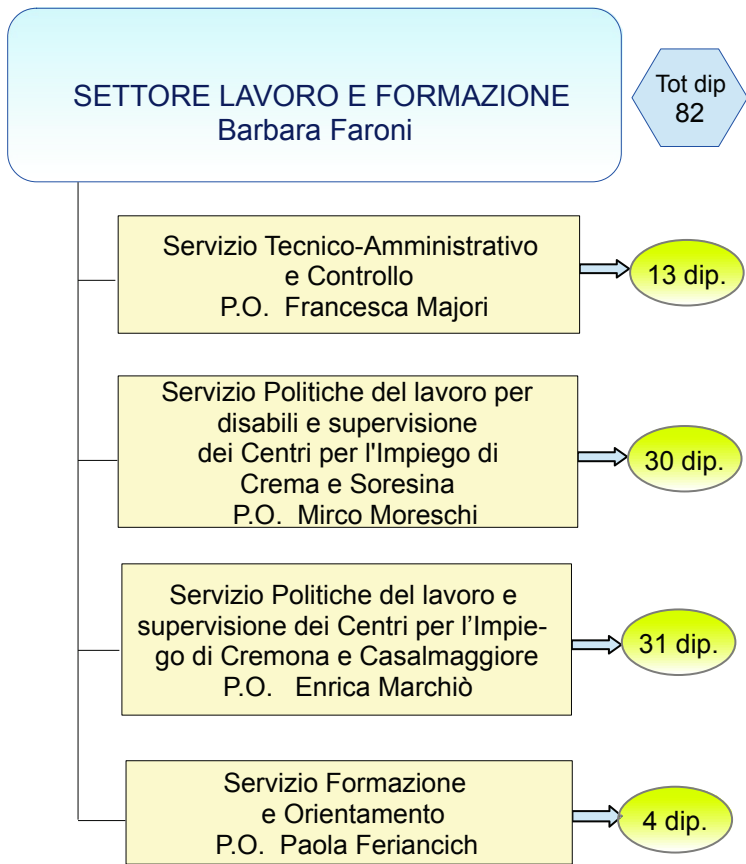 SETTORE LAVORO E FORMAZIONE
Barbara Faroni
Tot dip
82
Servizio Tecnico-Amministrativo
e Controllo
P.O. Francesca Majori
13 dip.
Servizio Politiche del lavoro per
disabili e supervisione
dei Centri per l'Impiego di
Crema e Soresina
P.O. Mirco Moreschi
30 dip.
Servizio Politiche del lavoro e
supervisione dei Centri per l’Impie-
go di Cremona e Casalmaggiore
P.O. Enrica Marchiò
31 dip.
Servizio Formazione
e Orientamento
P.O. Paola Feriancich
4 dip.